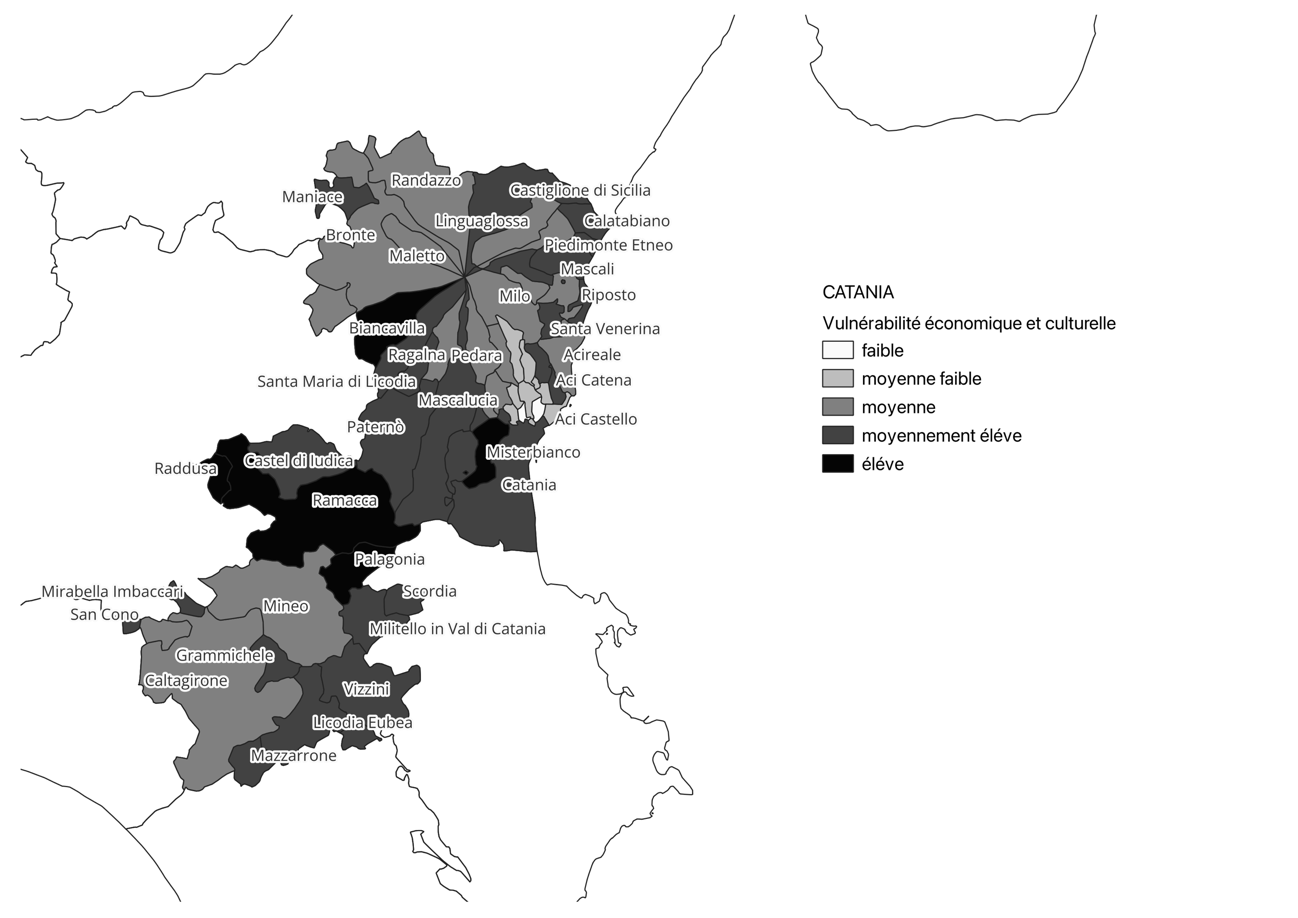 Randazzo
Castiglione di Sicilia
Maniace
Linguaglossa
Calatabiano
Bronte
Piedimonte Etneo
Maletto
Mascali
Milo
Riposto
Biancavilla
Santa Venerina
Ragalna
Pedara
Acireale
Santa Maria di Licodia
Aci Catena
Mascalucia
Aci Castello
Paternò
Misterbianco
Castel di Iudica
Raddusa
Catania
Ramacca
Palagonia
Mirabella Imbaccari
Scordia
San Cono
Mineo
Militello in Val di Catania
Grammichele
Caltagirone
Vizzini
Licodia Eubea
Mazzarrone
CATANIA
Vulnérabilité économique et culturelle
faible
moyenne faible
moyenne
moyennement éléve
éléve